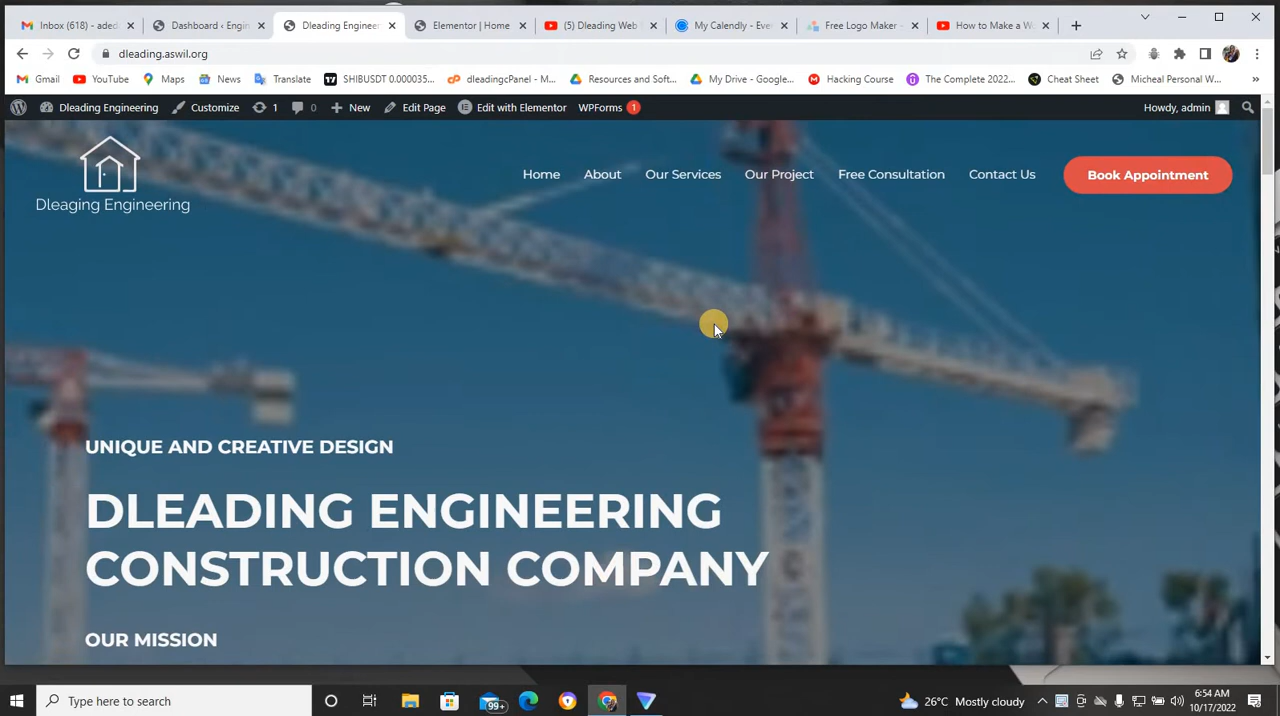 Inbox (618) - aded
Dashboard ‹ Engin
Dleading Engineer
Elementor | Home
(5) Dleading Web
My Calendly - Eve
Free Logo Maker -
How to Make a W
dleading.aswil.org
Gmail
YouTube
Maps
News
Translate
SHIBUSDT 0.000035...
dleadingcPanel - M...
Resources and Soft...
My Drive - Google...
Hacking Course
The Complete 2022...
Cheat Sheet
Micheal Personal W...
»
Dleading Engineering
Customize
1
0
New
Edit Page
Edit with Elementor
WPForms 1
Howdy, admin
Dleaging Engineering
Home
About
Our Services
Our Project
Free Consultation
Contact Us
Book Appointment
UNIQUE AND CREATIVE DESIGN
DLEADING ENGINEERING
CONSTRUCTION COMPANY
OUR MISSION
Type here to search
99+
26°C Mostly cloudy
6:54 AM
10/17/2022